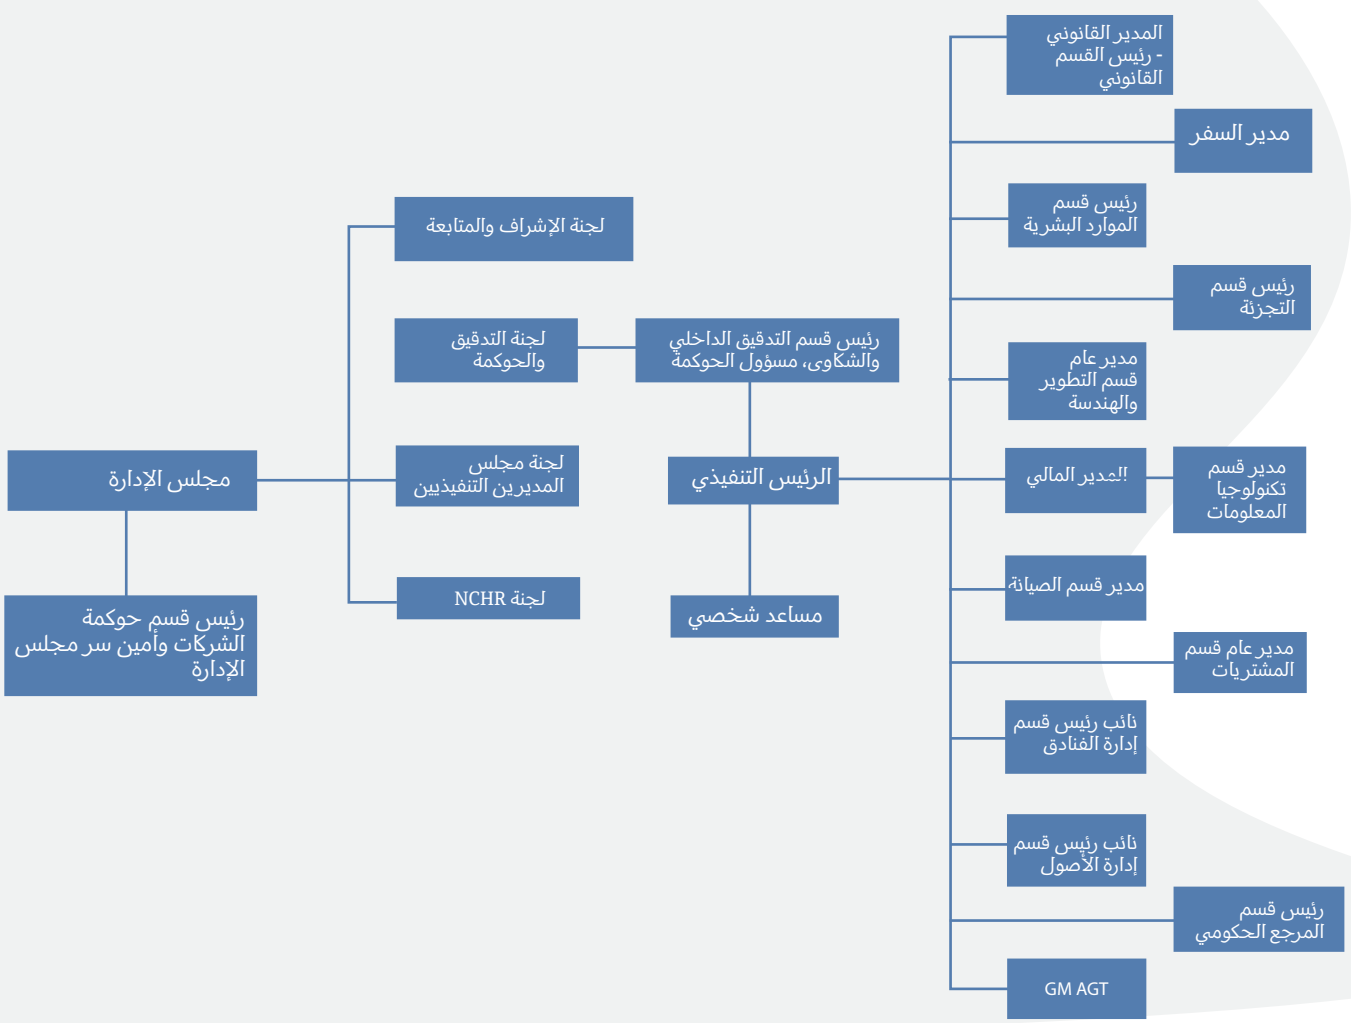 المدير القانوني
- رئيس القسم
القانوني
مدير السفر
رئيس قسم
الموارد البشرية
رئيس قسم
التجزئة
مدير عام
قسم التطوير
والهندسة
المدير المالي
مدير قسم
تكنولوجيا
المعلومات
مدير قسم الصيانة
مدير عام قسم
المشتريات
نائب رئيس قسم
إدارة الفنادق
نائب رئيس قسم
إدارة الأصول
رئيس قسم
المرجع الحكومي
GM AGT
رئيس قسم التدقيق الداخلي
والشكاوى، مسؤول الحوكمة
الرئيس التنفيذي
مساعد شخصي
لجنة الإشراف والمتابعة
لجنة التدقيق
والحوكمة
لجنة مجلس
المديرين التنفيذيين
لجنة NCHR
مجلس الإدارة
رئيس قسم حوكمة
الشركات وأمين سر مجلس
الإدارة